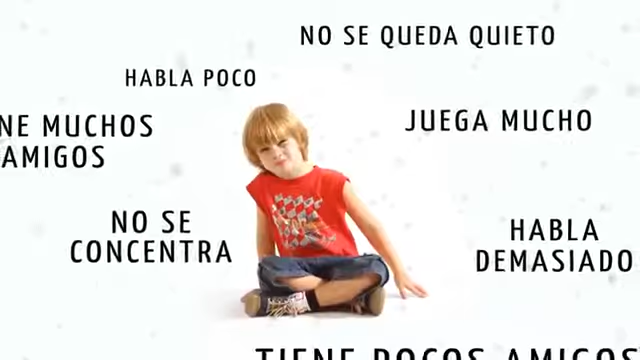 NO SE QUEDA QUIETO
HABLA POCO
NE MUCHOS
AMIGOS
JUEGA MUCHO
NO SE
CONCENTRA
HABLA
DEMASIADO
TIENE POCOS AMIGOS